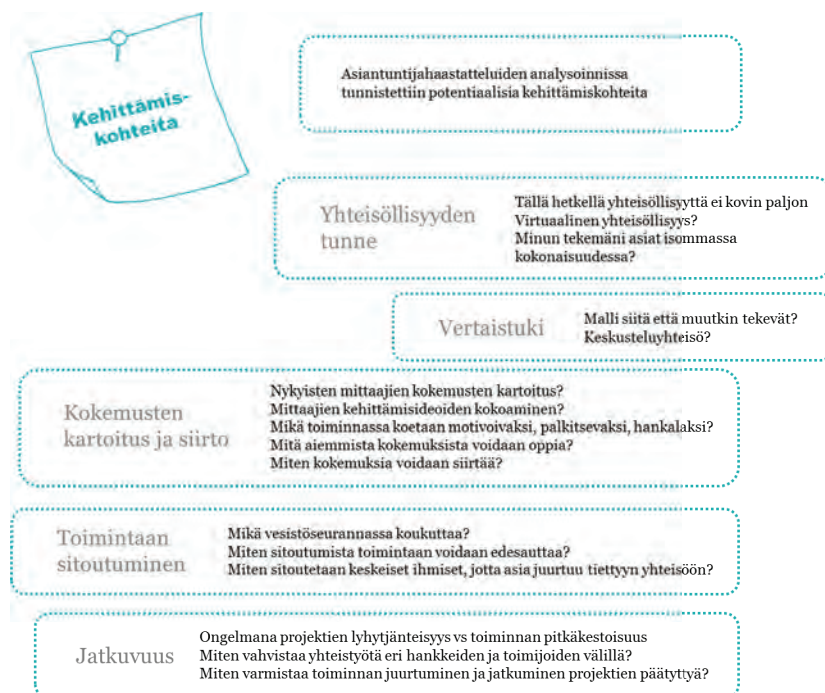 Kehittämis-
kohteita
Asiantuntijahaastatteluiden analysoinnissa
tunnistettiin potentiaalisia kehittämiskohteita
Yhteisöllisyyden
tunne
Tällä hetkellä yhteisöllisyyttä ei kovin paljon
Virtuaalinen yhteisöllisyys?
Minun tekemäni asiat isommassa
kokonaisuudessa?
Vertaistuki
Malli siitä että muutkin tekevät?
Keskusteluyhteisö?
Kokemusten
kartoitus ja siirto
Nykyisten mittaajien kokemusten kartoitus?
Mittaajien kehittämisideoiden kokoaminen?
Mikä toiminnassa koetaan motivoivaksi, palkitsevaksi, hankalaksi?
Mitä aiemmista kokemuksista voidaan oppia?
Miten kokemuksia voidaan siirtää?
Toimintaan
sitoutuminen
Mikä vesistöseurannassa koukuttaa?
Miten sitoutumista toimintaan voidaan edesauttaa?
Miten sitoutetaan keskeiset ihmiset, jotta asia juurtuu tiettyyn yhteisöön?
Jatkuvuus
Ongelmana projektien lyhytjänteisyys vs toiminnan pitkäkestoisuus
Miten vahvistaa yhteistyötä eri hankkeiden ja toimijoiden välillä?
Miten varmistaa toiminnan juurtuminen ja jatkuminen projektien päätyttyä?